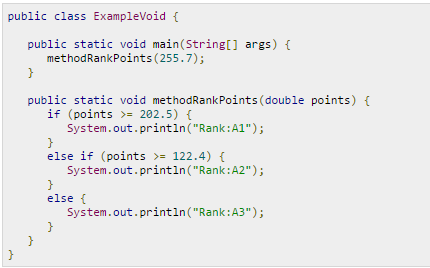 public class ExampleVoid {
public static void main(String[] args) {
methodRankPoints(255.7);
}
public static void methodRankPoints(double points) {
if (points >= 202.5) {
System.out.println("Rank:A1");
}
else if (points >= 122.4) {
System.out.println("Rank:A2");
}
else {
System.out.println("Rank:A3");
}
}
}